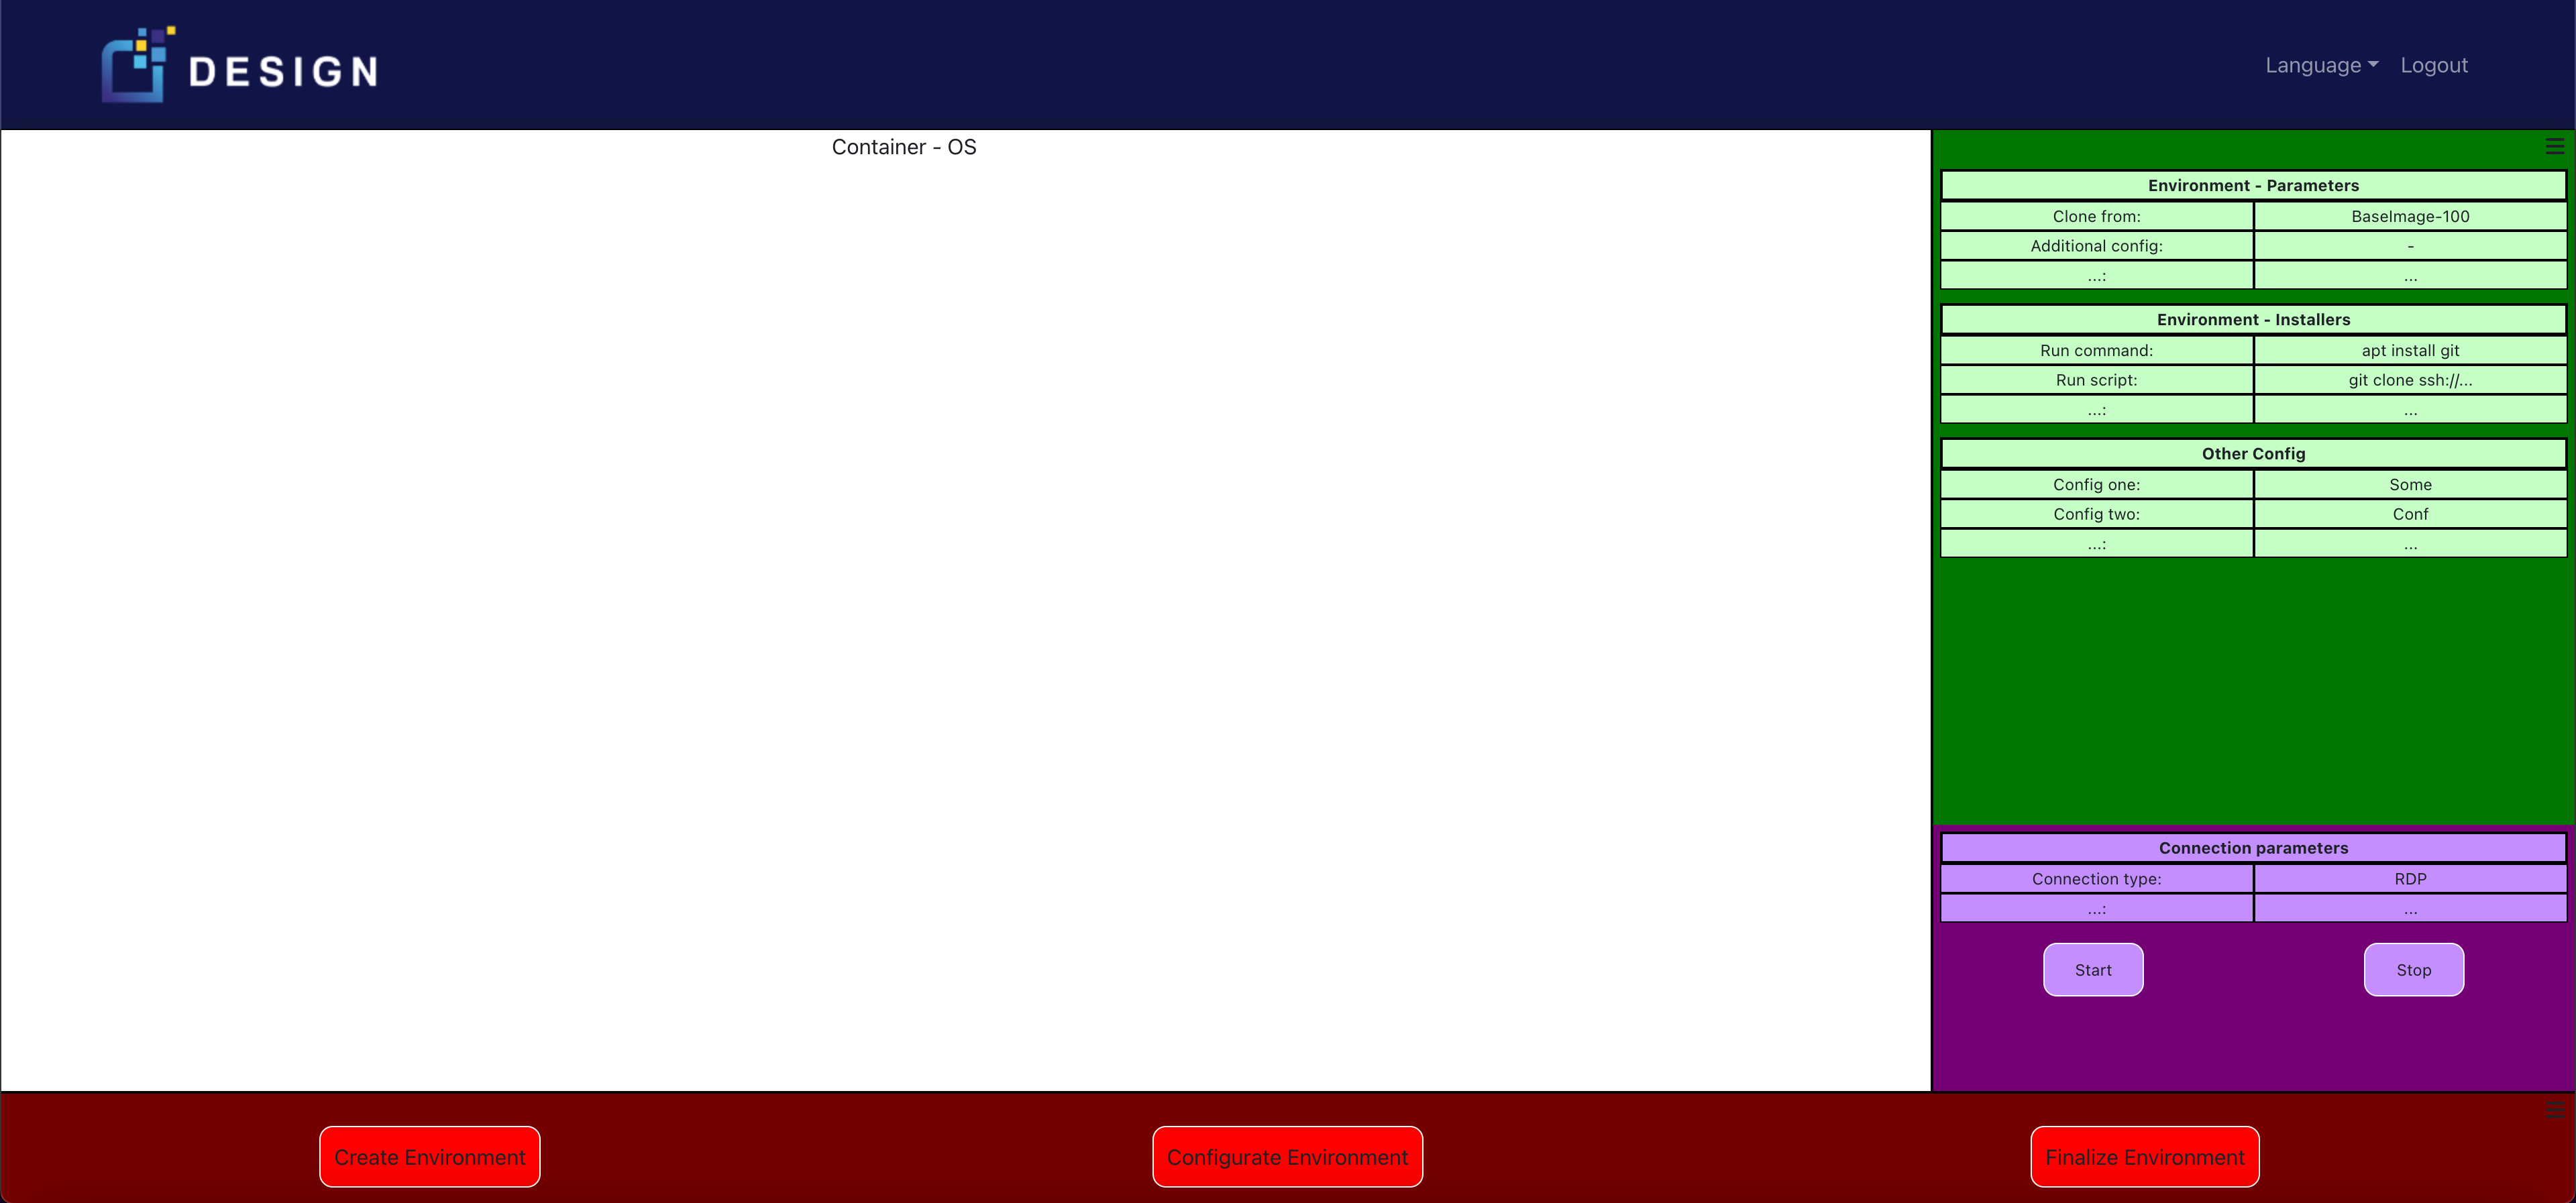 DESIGN
Language Logout
Container - OS
Environment - Parameters
Clone from: BaseImage-100
Additional config: -
...: ...
Environment - Installers
Run command: apt install git
Run script: git clone ssh://...
...: ...
Other Config
Config one: Some
Config two: Conf
...: ...
Connection parameters
Connection type: RDP
...: ...
Start Stop
Create Environment Configurate Environment Finalize Environment